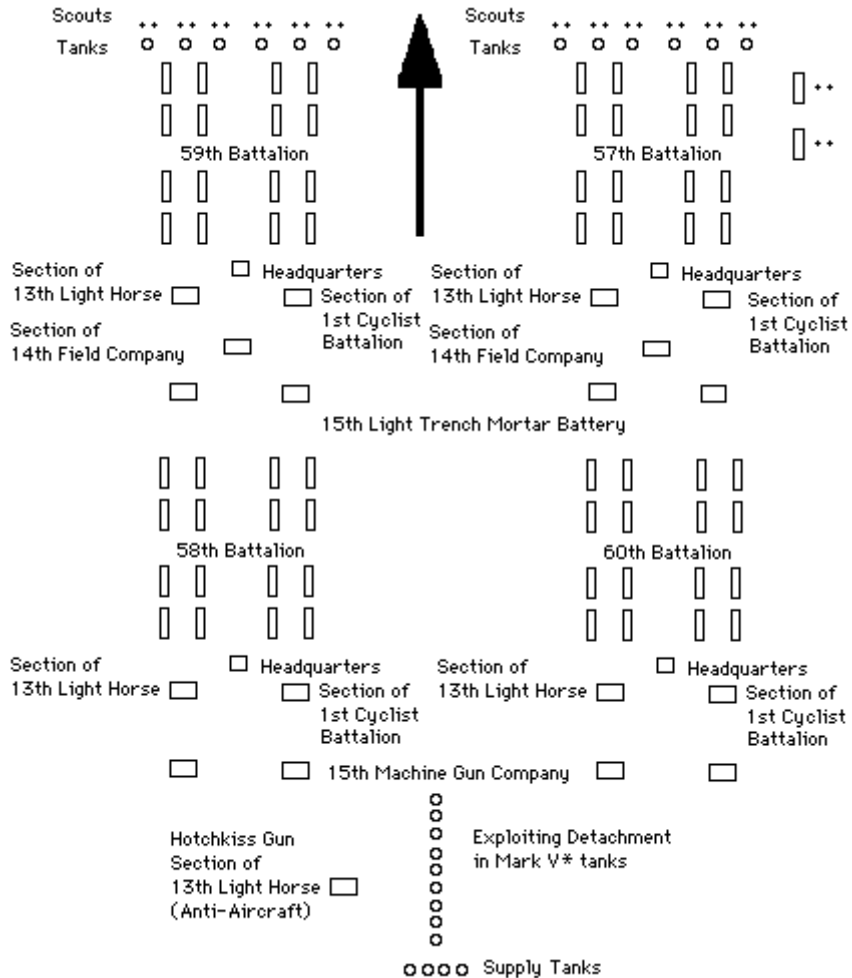 Scouts
Scouts
Tanks
Tanks
59th Battalion
57th Battalion
Section of
13th Light Horse
Headquarters
Section of
1st Cyclist
Battalion
Section of
14th Field Company
Section of
13th Light Horse
Headquarters
Section of
1st Cyclist
Battalion
Section of
14th Field Company
15th Light Trench Mortar Battery
58th Battalion
60th Battalion
Section of
13th Light Horse
Headquarters
Section of
1st Cyclist
Battalion
Section of
13th Light Horse
Headquarters
Section of
1st Cyclist
Battalion
15th Machine Gun Company
Hotchkiss Gun
Section of
13th Light Horse
(Anti-Aircraft)
Exploiting Detachment
in Mark V* tanks
Supply Tanks